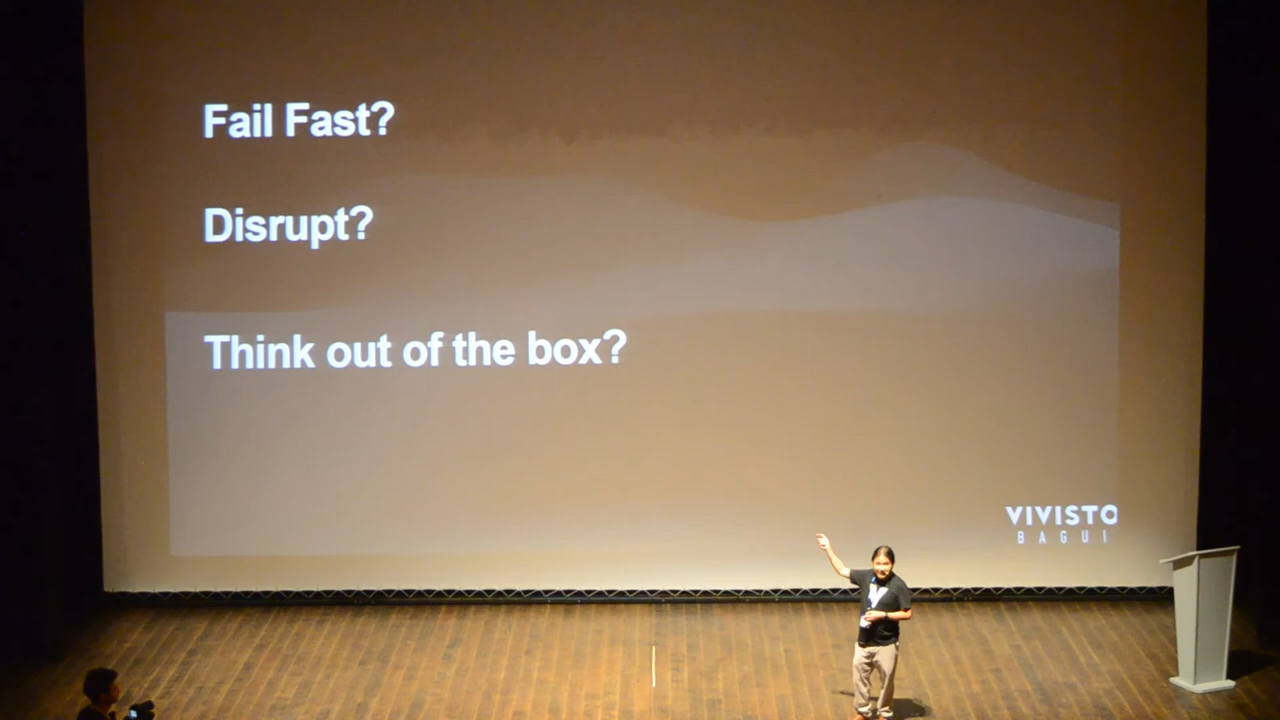 Fail Fast?
Disrupt?
Think out of the box?
VIVISTO
BAGUI